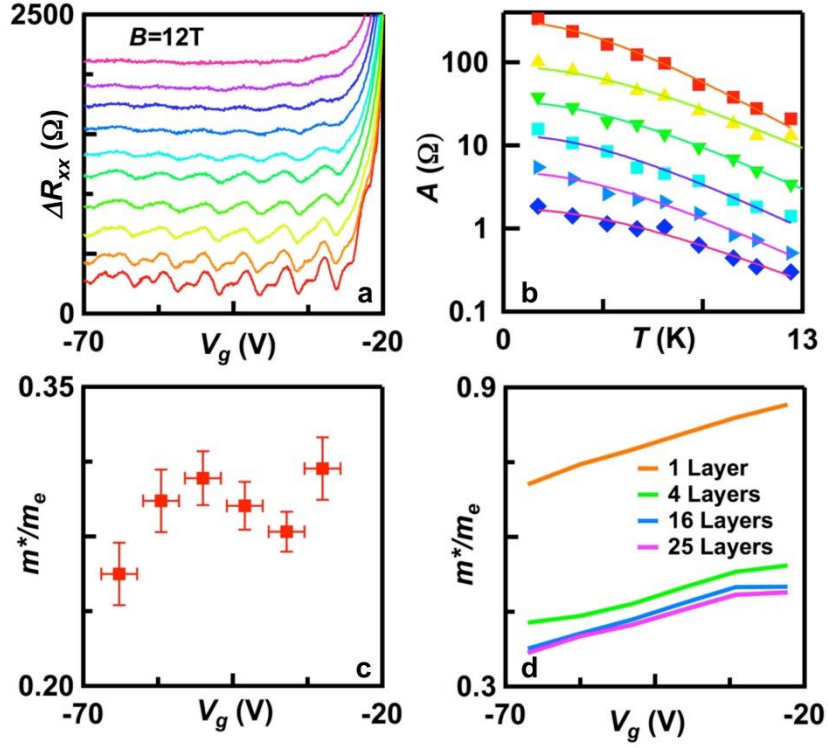 2500
B=12T
ΔRxx (Ω)
0
a
-70
Vg (V)
-20
100
10
A (Ω)
1
0.1
b
0
T (K)
13
0.35
m*/me
0.20
c
-70
Vg (V)
-20
0.9
1 Layer
4 Layers
16 Layers
25 Layers
m*/me
0.3
d
-70
Vg (V)
-20